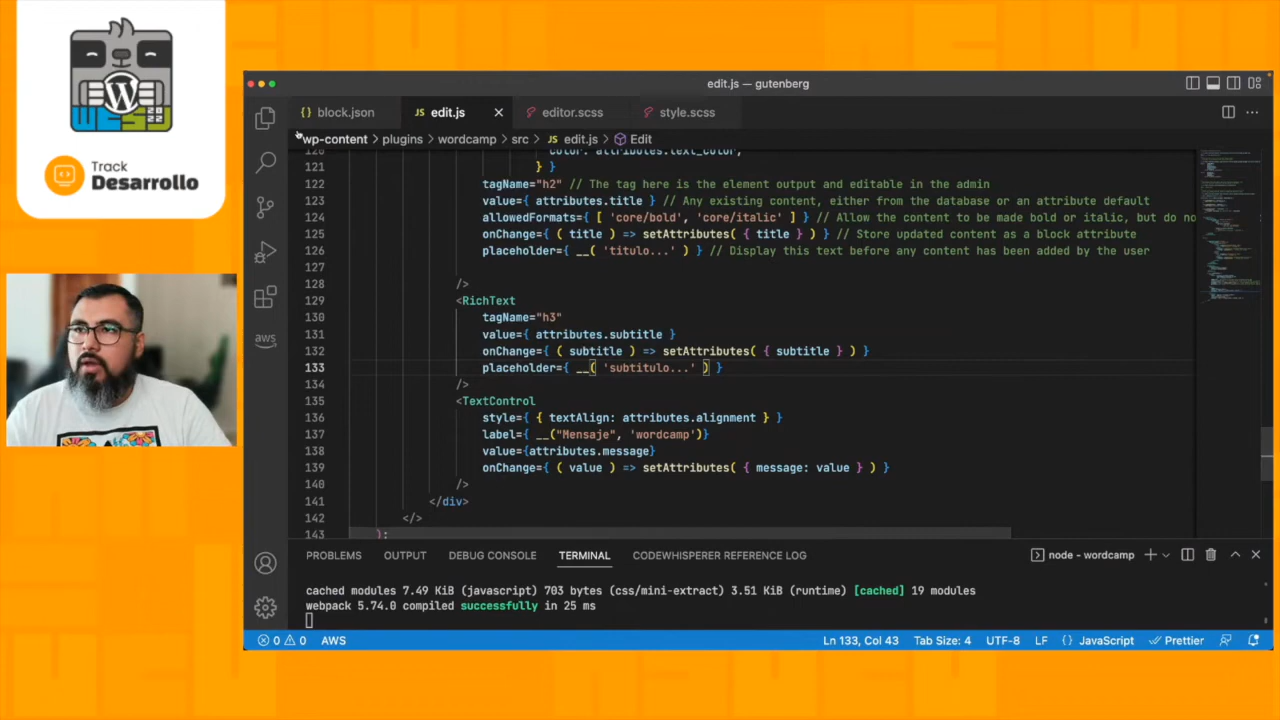 WCSV
2022
Track
Desarrollo
edit.js — gutenberg
block.json
JS edit.js
editor.scss
style.scss
wp-content > plugins > wordcamp > src > JS edit.js > Edit
120 color: attributes.text_color,
121 } }
122 tagName="h2" // The tag here is the element output and editable in the admin
123 value={ attributes.title } // Any existing content, either from the database or an attribute default
124 allowedFormats={ [ 'core/bold', 'core/italic' ] } // Allow the content to be made bold or italic, but do no
125 onChange={ ( title ) => setAttributes( { title } ) } // Store updated content as a block attribute
126 placeholder={ __( 'titulo...' ) } // Display this text before any content has been added by the user
127
128 />
129 <RichText
130 tagName="h3"
131 value={ attributes.subtitle }
132 onChange={ ( subtitle ) => setAttributes( { subtitle } ) }
133 placeholder={ __( 'subtitulo...' ) }
134 />
135 <TextControl
136 style={ { textAlign: attributes.alignment } }
137 label={ __("Mensaje", 'wordcamp')}
138 value={attributes.message}
139 onChange={ ( value ) => setAttributes( { message: value } ) }
140 />
141 </div>
142 </>
143 );
aws
PROBLEMS OUTPUT DEBUG CONSOLE TERMINAL CODEWHISPERER REFERENCE LOG
node - wordcamp
cached modules 7.49 KiB (javascript) 703 bytes (css/mini-extract) 3.51 KiB (runtime) [cached] 19 modules
webpack 5.74.0 compiled successfully in 25 ms
0 0 AWS Ln 133, Col 43 Tab Size: 4 UTF-8 LF {} JavaScript Prettier